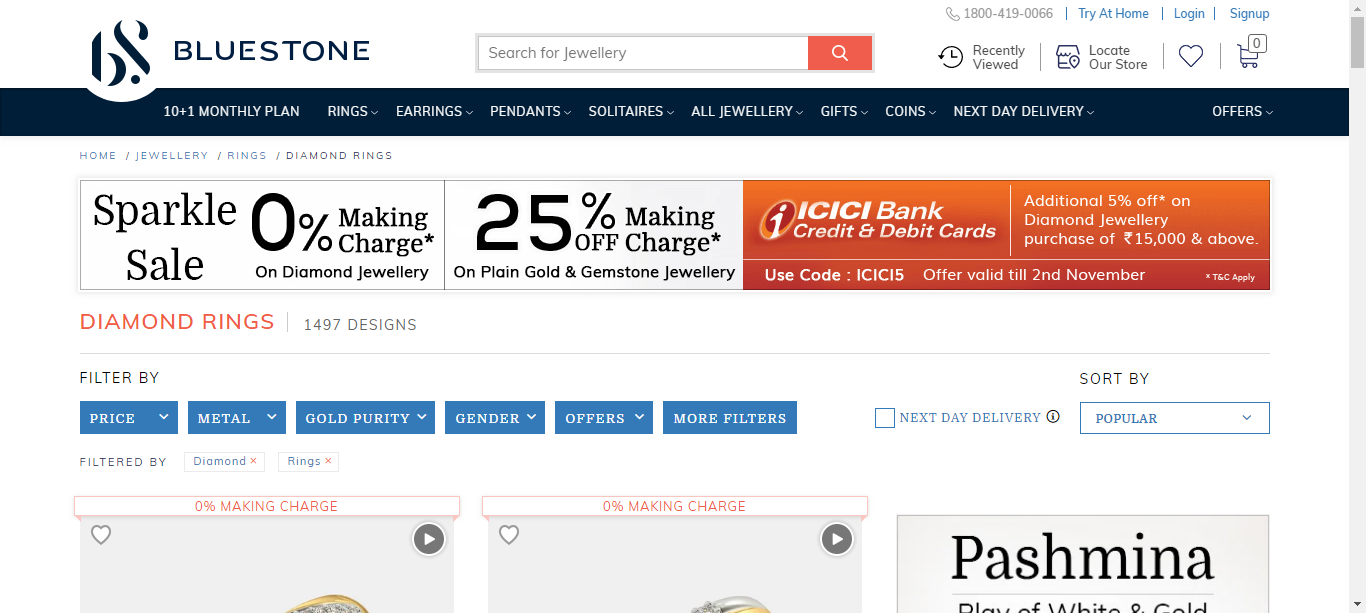 1800-419-0066 Try At Home Login Signup
BLUESTONE
Search for Jewellery
Recently
Viewed
Locate
Our Store
0
10+1 MONTHLY PLAN RINGS EARRINGS PENDANTS SOLITAIRES ALL JEWELLERY GIFTS COINS NEXT DAY DELIVERY OFFERS
HOME / JEWELLERY / RINGS / DIAMOND RINGS
Sparkle
Sale
0% Making
Charge*
On Diamond Jewellery
25% Making
OFF Charge*
On Plain Gold & Gemstone Jewellery
ICICI Bank
Credit & Debit Cards
Additional 5% off* on
Diamond Jewellery
purchase of ₹15,000 & above.
Use Code : ICICI5 Offer valid till 2nd November *T&C Apply
DIAMOND RINGS 1497 DESIGNS
FILTER BY
SORT BY
PRICE METAL GOLD PURITY GENDER OFFERS MORE FILTERS NEXT DAY DELIVERY POPULAR
FILTERED BY Diamond × Rings ×
0% MAKING CHARGE 0% MAKING CHARGE
Pashmina
Play of White & Gold